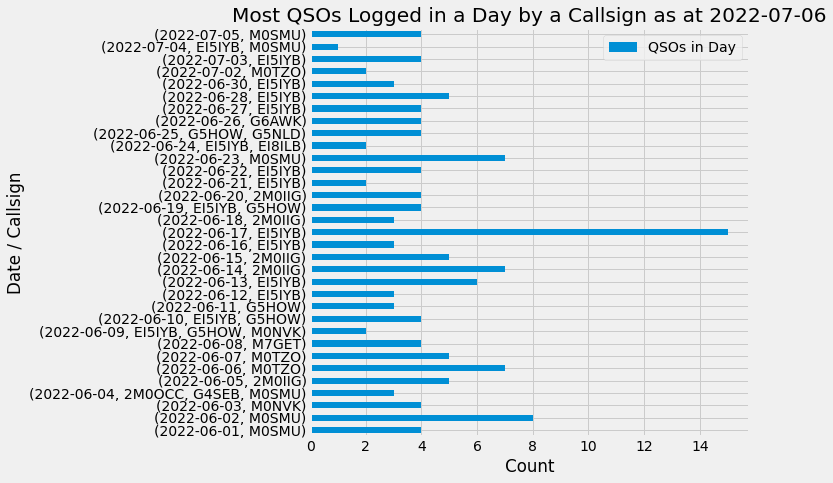 Most QSOs Logged in a Day by a Callsign as at 2022-07-06
QSOs in Day
Date / Callsign
(2022-07-05, M0SMU)
(2022-07-04, EI5IYB, M0SMU)
(2022-07-03, EI5IYB)
(2022-07-02, M0TZO)
(2022-06-30, EI5IYB)
(2022-06-28, EI5IYB)
(2022-06-27, EI5IYB)
(2022-06-26, G6AWK)
(2022-06-25, G5HOW, G5NLD)
(2022-06-24, EI5IYB, EI8ILB)
(2022-06-23, M0SMU)
(2022-06-22, EI5IYB)
(2022-06-21, EI5IYB)
(2022-06-20, 2M0IIG)
(2022-06-19, EI5IYB, G5HOW)
(2022-06-18, 2M0IIG)
(2022-06-17, EI5IYB)
(2022-06-16, EI5IYB)
(2022-06-15, 2M0IIG)
(2022-06-14, 2M0IIG)
(2022-06-13, EI5IYB)
(2022-06-12, EI5IYB)
(2022-06-11, G5HOW)
(2022-06-10, EI5IYB, G5HOW)
(2022-06-09, EI5IYB, G5HOW, M0NVK)
(2022-06-08, M7GET)
(2022-06-07, M0TZO)
(2022-06-06, M0TZO)
(2022-06-05, 2M0IIG)
(2022-06-04, 2M0OCC, G4SEB, M0SMU)
(2022-06-03, M0NVK)
(2022-06-02, M0SMU)
(2022-06-01, M0SMU)
0 2 4 6 8 10 12 14
Count